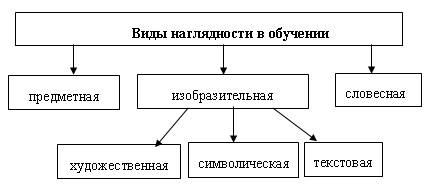 Виды наглядности в обучении
предметная
изобразительная
словесная
художественная
символическая
текстовая